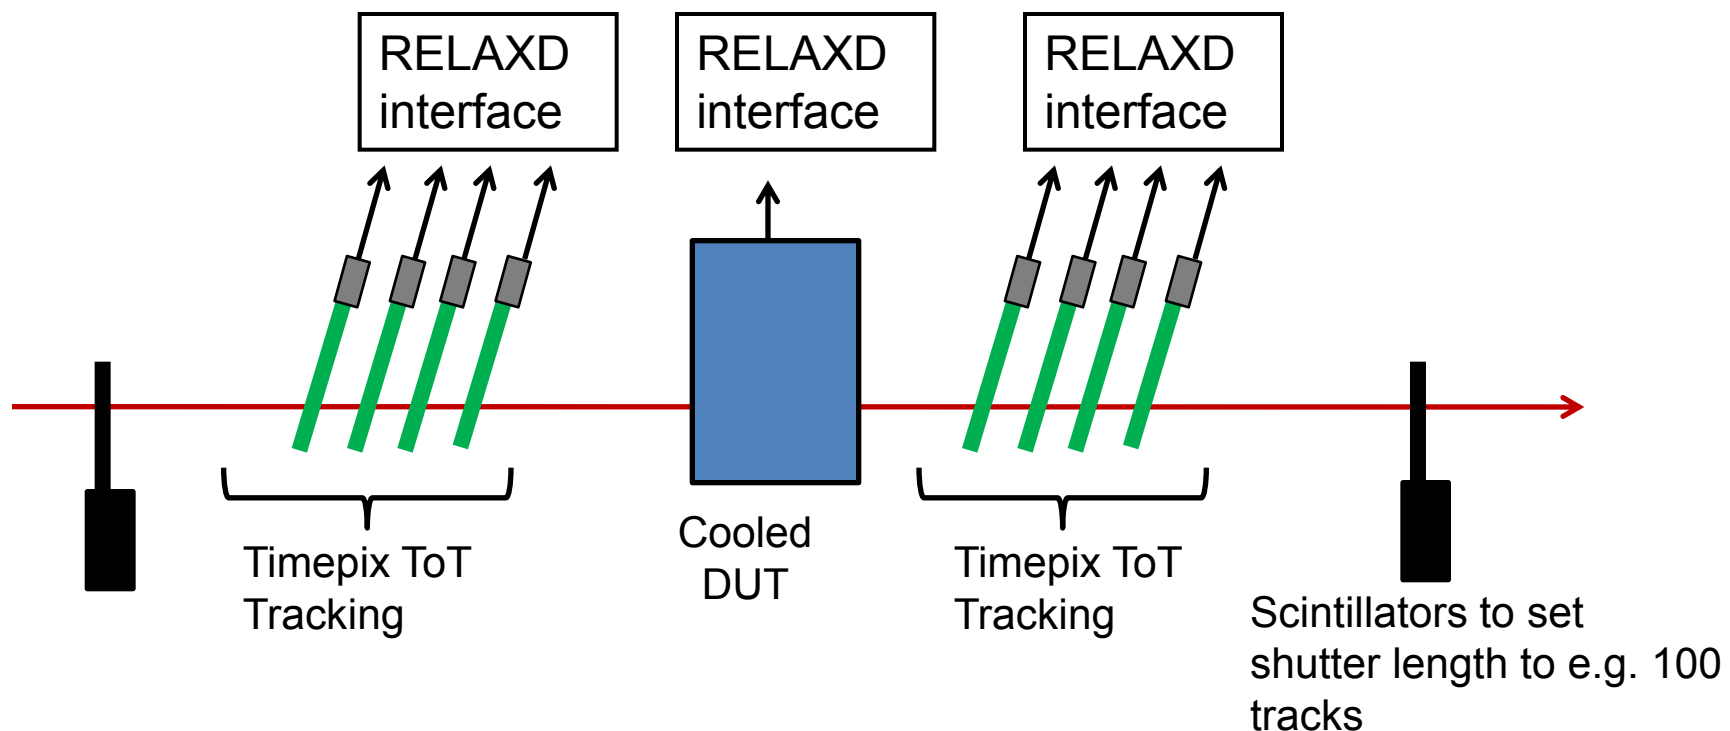 RELAXD
interface
RELAXD
interface
RELAXD
interface
Timepix ToT
Tracking
Cooled
DUT
Timepix ToT
Tracking
Scintillators to set
shutter length to e.g. 100
tracks